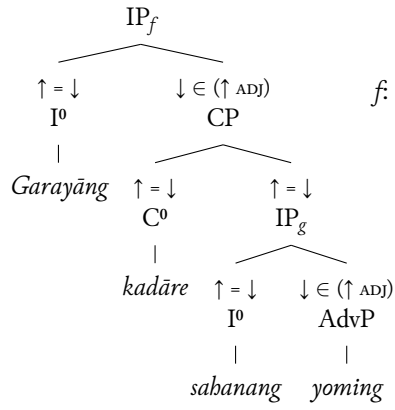 IP_f
↑ = ↓ ↓ ∈ (↑ ADJ) f:
I⁰ CP
Garayāng ↑ = ↓ ↑ = ↓
C⁰ IP_g
kadāre ↑ = ↓ ↓ ∈ (↑ ADJ)
I⁰ AdvP
sahanang yoming